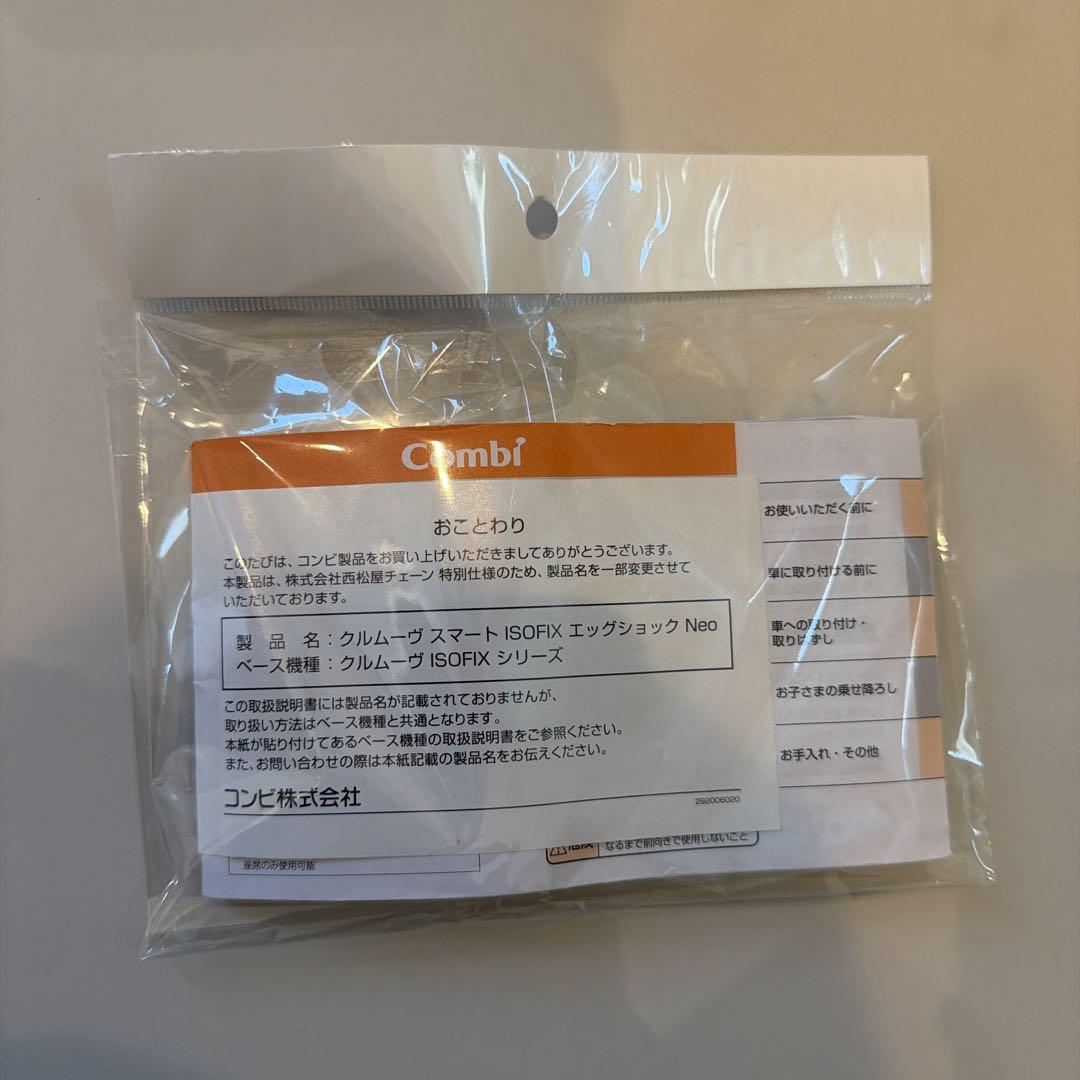 Combi
おことわり
このたびは、コンビ製品をお買い上げいただきましてありがとうございます。
本製品は、株式会社西松屋チェーン 特別仕様のため、製品名を一部変更させて
いただいております。
製 品 名：クルムーヴ スマート ISOFIX エッグショック Neo
ベース機種：クルムーヴ ISOFIX シリーズ
この取扱説明書には製品名が記載されておりませんが、
取り扱い方法はベース機種と共通となります。
本紙が貼り付けてあるベース機種の取扱説明書をご参照ください。
また、お問い合わせの際は本紙記載の製品名をお伝えください。
コンビ株式会社
292006020
お使いいただく前に
車に取り付ける前に
車への取り付け・
取りはずし
お子さまの乗せ降ろし
お手入れ・その他
座席のみ使用可能
なるまで前向きで使用しないこと